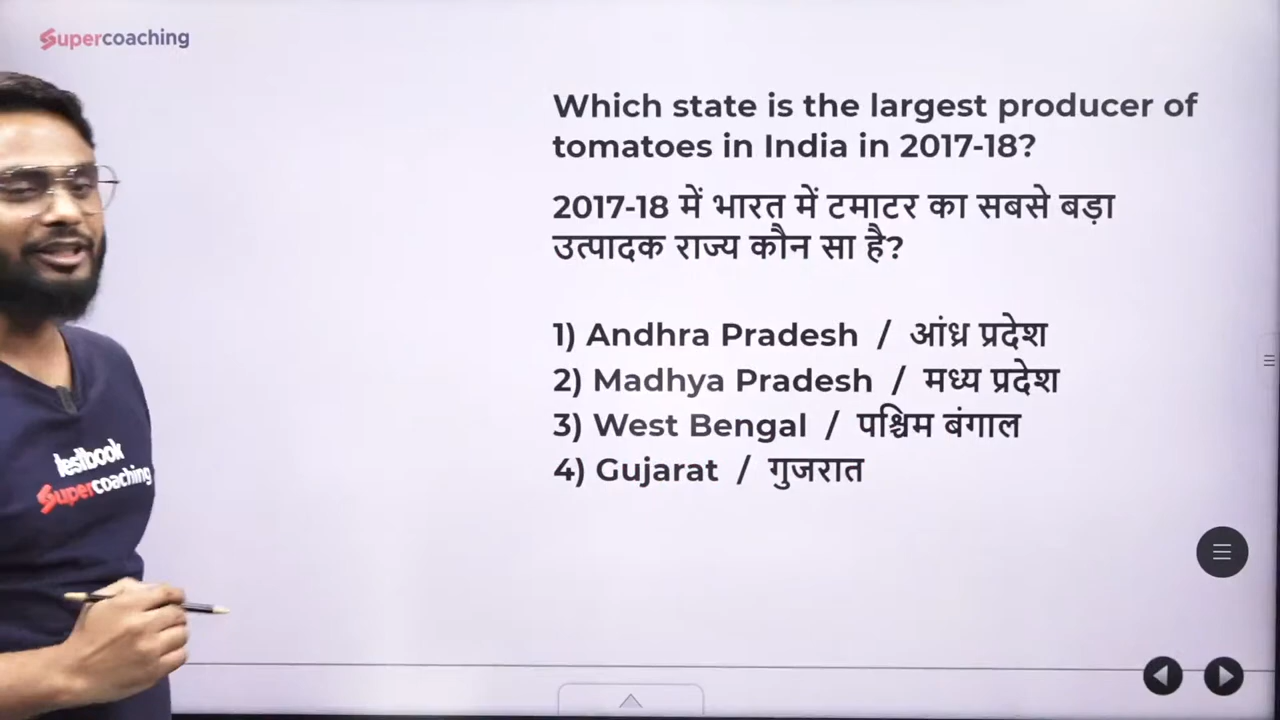 Supercoaching
Which state is the largest producer of
tomatoes in India in 2017-18?
2017-18 में भारत में टमाटर का सबसे बड़ा
उत्पादक राज्य कौन सा है?
1) Andhra Pradesh / आंध्र प्रदेश
2) Madhya Pradesh / मध्य प्रदेश
3) West Bengal / पश्चिम बंगाल
4) Gujarat / गुजरात
testbook
Supercoaching